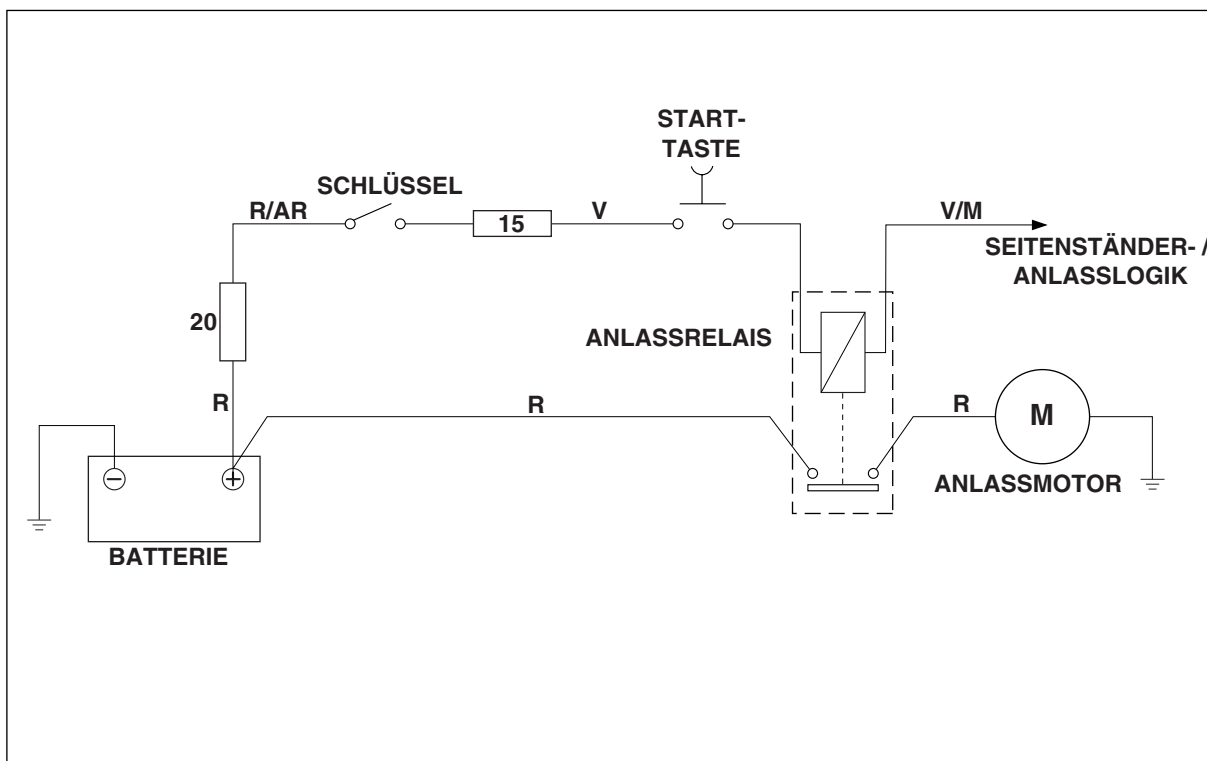 START-
TASTE
SCHLÜSSEL
R/AR
15
V
V/M
SEITENSTÄNDER- /
ANLASSLOGIK
20
ANLASSRELAIS
R
R
R
M
ANLASSMOTOR
BATTERIE